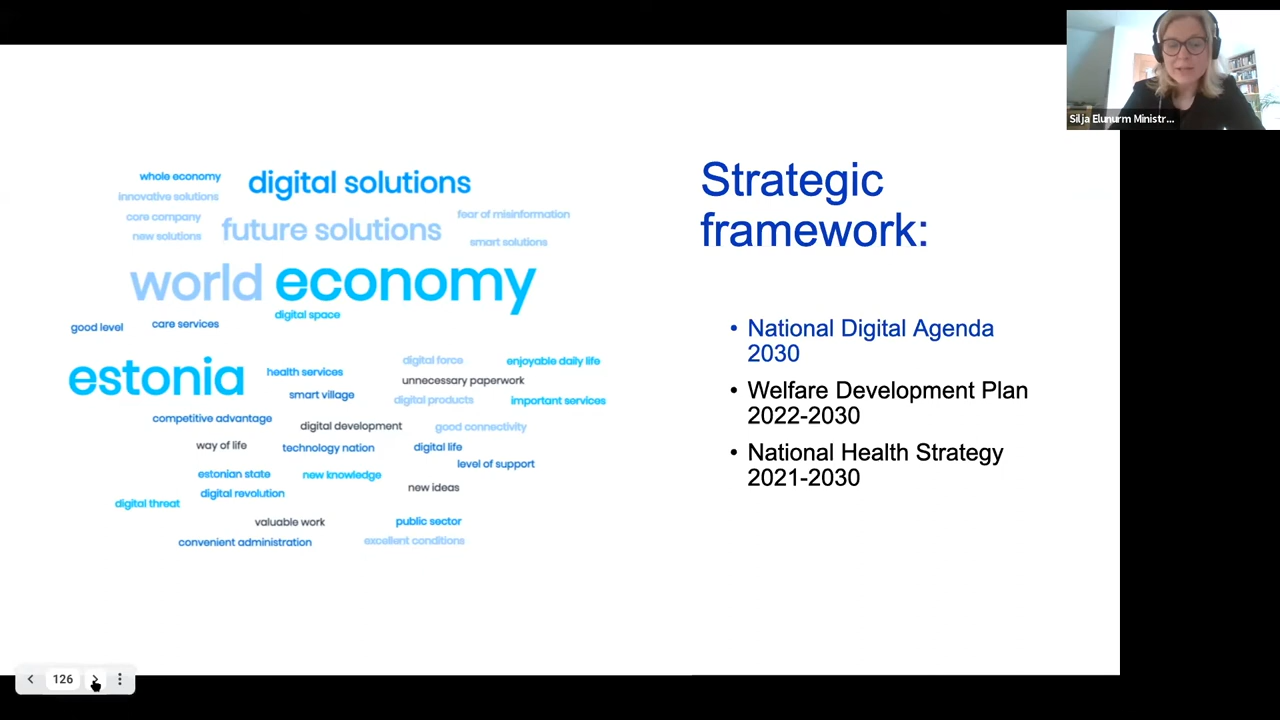 Silja Elunurm Ministr...
whole economy
digital solutions
innovative solutions
core company
future solutions
fear of misinformation
new solutions
smart solutions
world economy
digital space
good level
care services
estonia
health services
digital force
enjoyable daily life
unnecessary paperwork
smart village
digital products
important services
competitive advantage
digital development
good connectivity
way of life
technology nation
digital life
level of support
estonian state
new knowledge
new ideas
digital revolution
digital threat
valuable work
public sector
convenient administration
excellent conditions
Strategic
framework:
• National Digital Agenda
2030
• Welfare Development Plan
2022-2030
• National Health Strategy
2021-2030
126